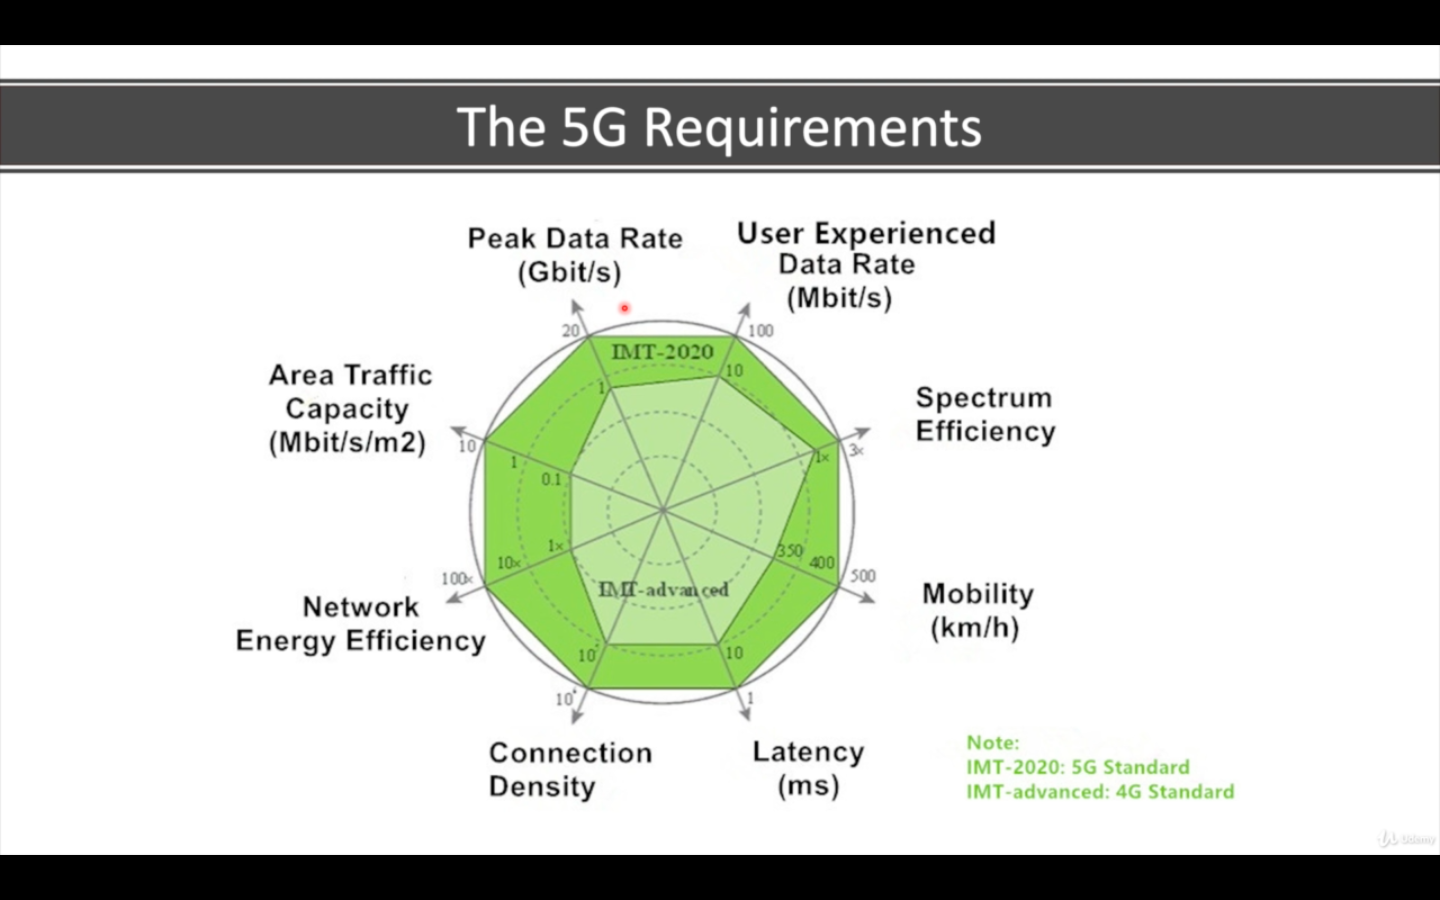 The 5G Requirements
Peak Data Rate
(Gbit/s)
User Experienced
Data Rate
(Mbit/s)
20
100
IMT-2020
1
10
Area Traffic
Capacity
(Mbit/s/m2)
10
1
0.1
Spectrum
Efficiency
1×
3×
1×
10×
100×
350
400
500
Network
Energy Efficiency
IMT-advanced
Mobility
(km/h)
10
10
10
1
Connection
Density
Latency
(ms)
Note:
IMT-2020: 5G Standard
IMT-advanced: 4G Standard
Udemy